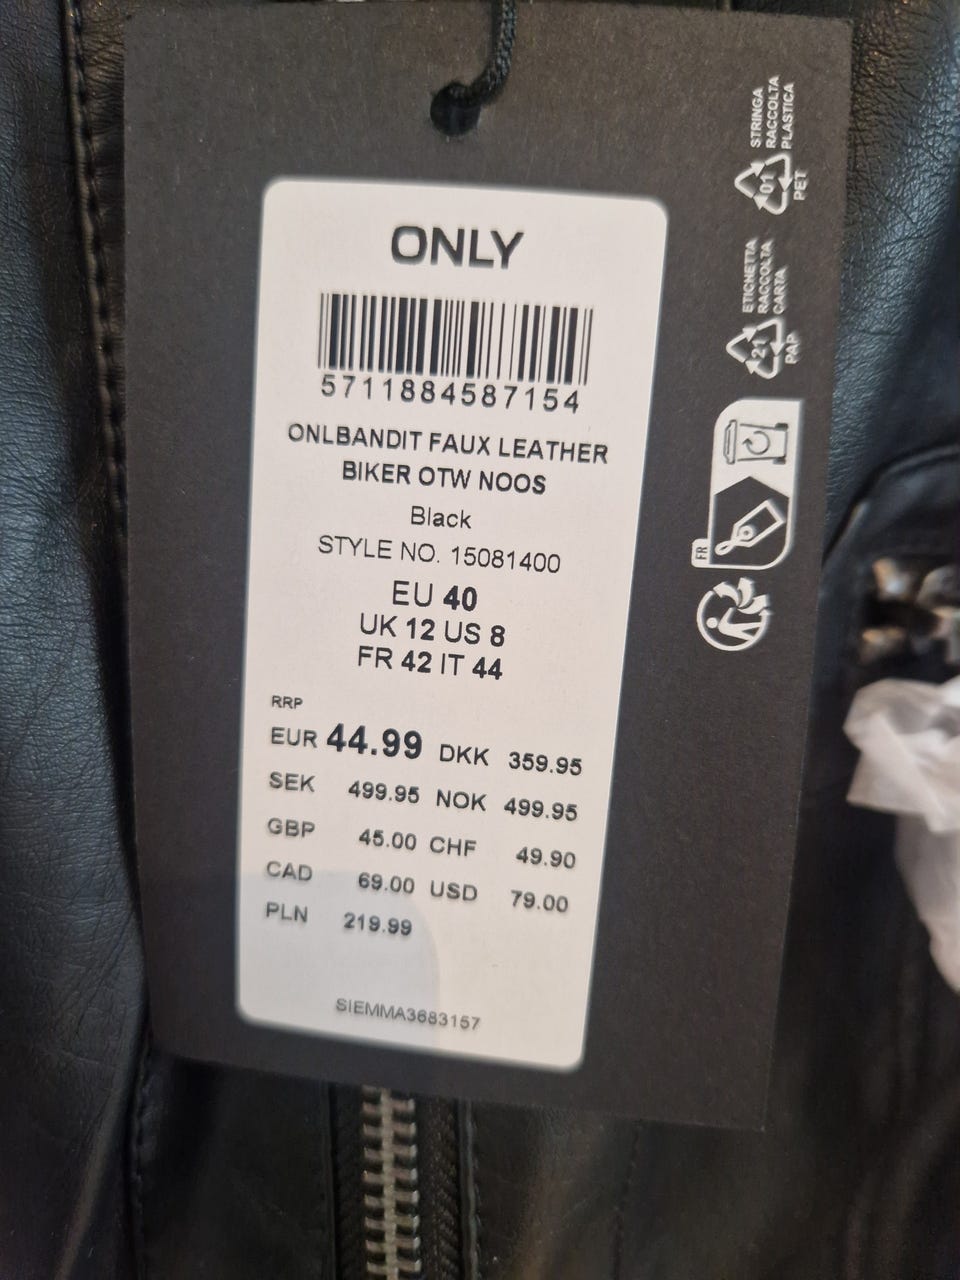 ONLY
5711884587154
ONLBANDIT FAUX LEATHER
BIKER OTW NOOS
Black
STYLE NO. 15081400
EU 40
UK 12 US 8
FR 42 IT 44
RRP
EUR 44.99 DKK 359.95
SEK 499.95 NOK 499.95
GBP 45.00 CHF 49.90
CAD 69.00 USD 79.00
PLN 219.99
SIEMMA3683157
STRINGA
RACCOLTA
PLASTICA
01
PET
ETICHETTA
RACCOLTA
CARTA
21
PAP
FR